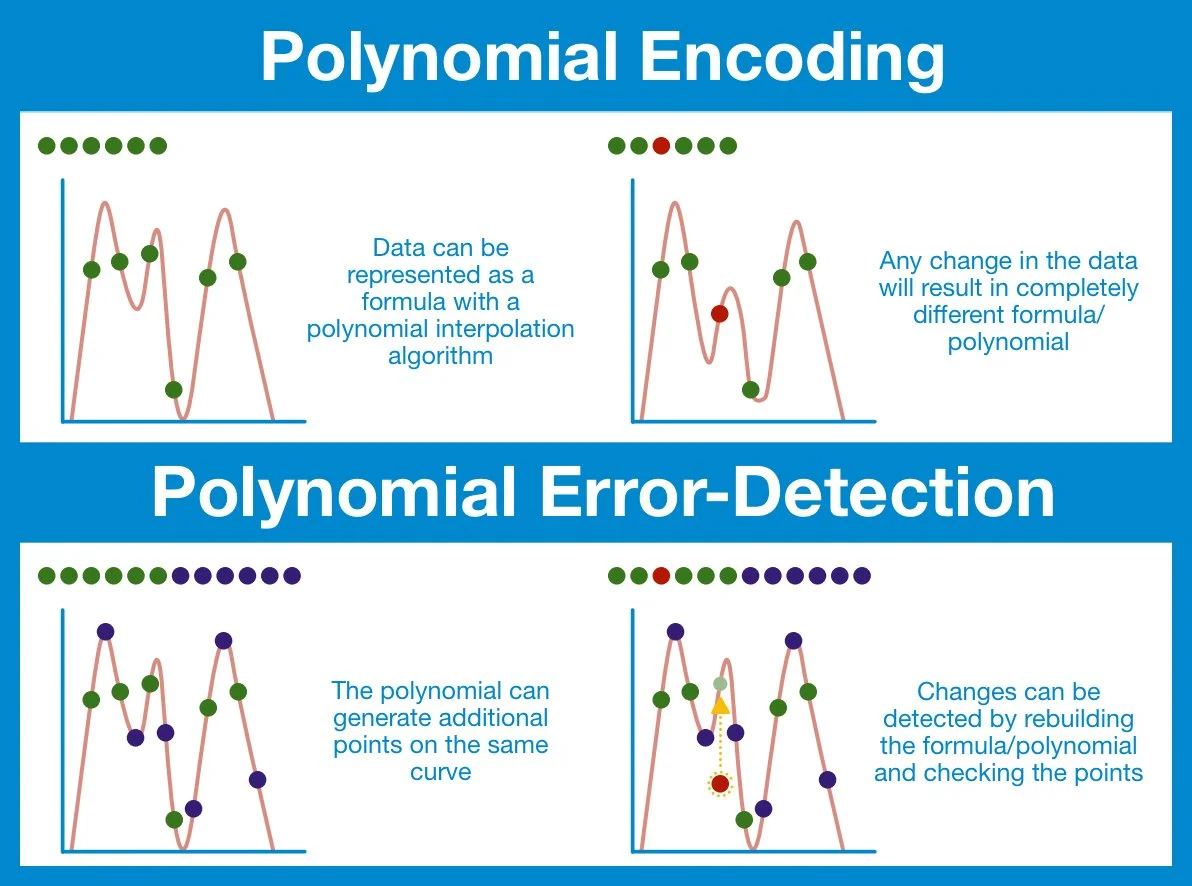 Polynomial Encoding
Data can be
represented as a
formula with a
polynomial interpolation
algorithm
Any change in the data
will result in completely
different formula/
polynomial
Polynomial Error-Detection
The polynomial can
generate additional
points on the same
curve
Changes can be
detected by rebuilding
the formula/polynomial
and checking the points